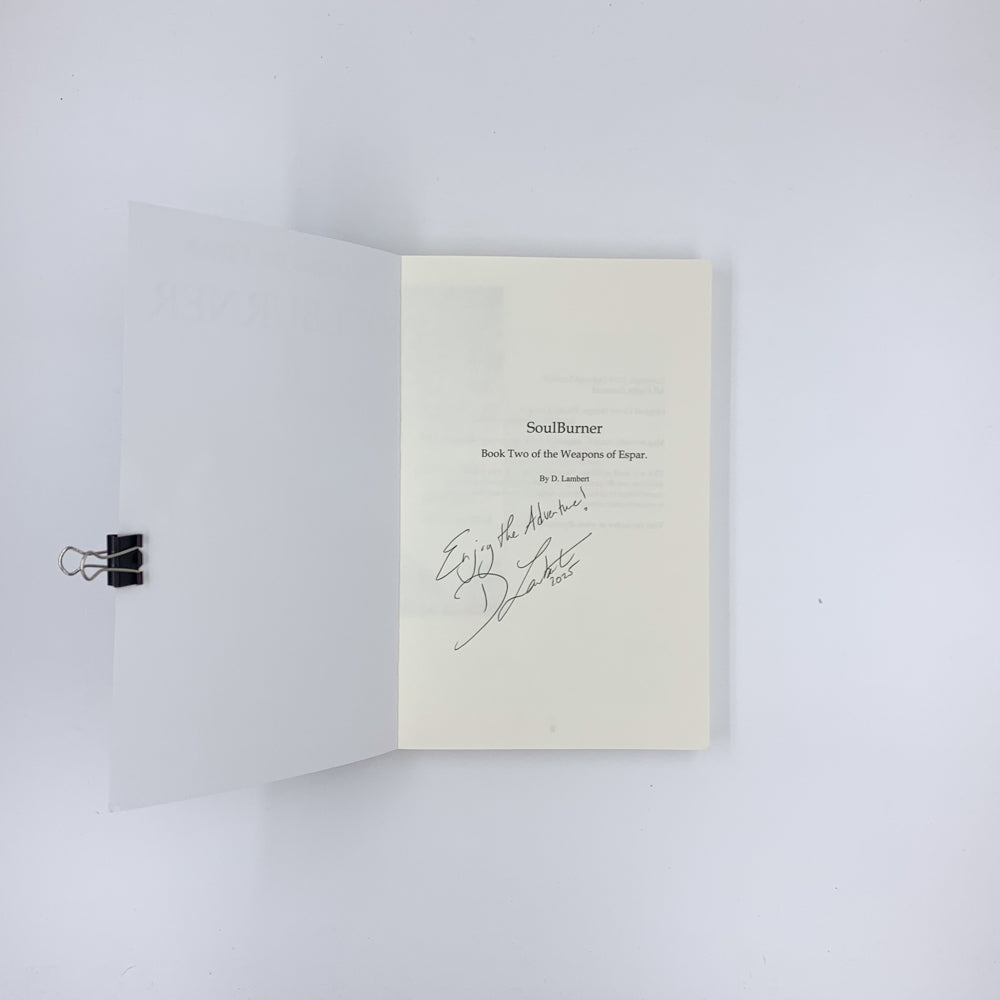 SoulBurner
Book Two of the Weapons of Espar.
By D. Lambert
Enjoy the Adventure!
D Lambert
2025